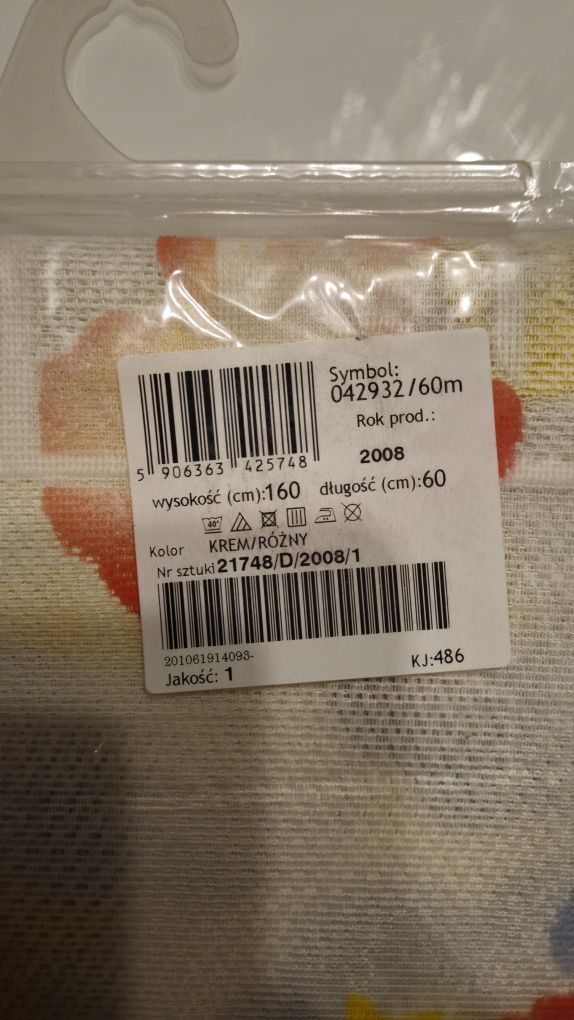 Symbol:
042932/60m
Rok prod.:
2008
5 906363 425748
wysokość (cm):160 długość (cm):60
40°
Kolor KREM/RÓŻNY
Nr sztuki 21748/D/2008/1
201061914093-
Jakość: 1
KJ:486